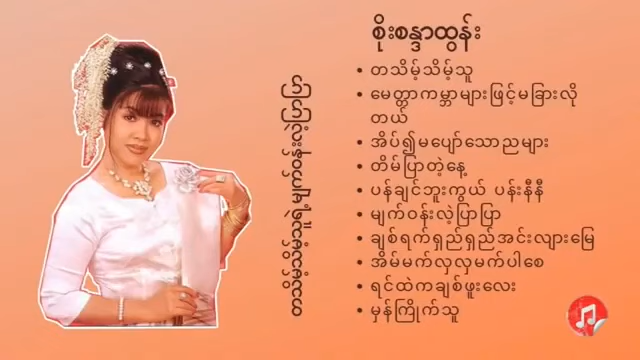 စိုးစန္ဒာထွန်း
• တသိမ့်သိမ့်သူ
• မေတ္တာကမ္ဘာများဖြင့်မခြားလို
တယ်
• အိပ်၍မပျော်သောညများ
• တိမ်ပြာတဲ့နေ့
• ပန်ချင်ဘူးကွယ် ပန်းနီနီ
• မျက်ဝန်းလဲ့ပြာပြာ
• ချစ်ရက်ရှည်ရှည်အင်းလျားမြေ
• အိမ်မက်လှလှမက်ပါစေ
• ရင်ထဲကချစ်ဖူးလေး
• မှန်ကြိုက်သူ